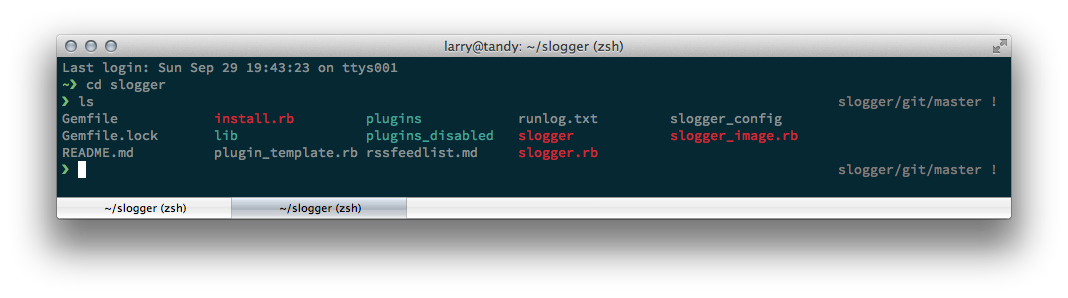 larry@tandy: ~/slogger (zsh)
Last login: Sun Sep 29 19:43:23 on ttys001
~❯ cd slogger
❯ ls slogger/git/master !
Gemfile install.rb plugins runlog.txt slogger_config
Gemfile.lock lib plugins_disabled slogger slogger_image.rb
README.md plugin_template.rb rssfeedlist.md slogger.rb
❯ slogger/git/master !
~/slogger (zsh) ~/slogger (zsh)